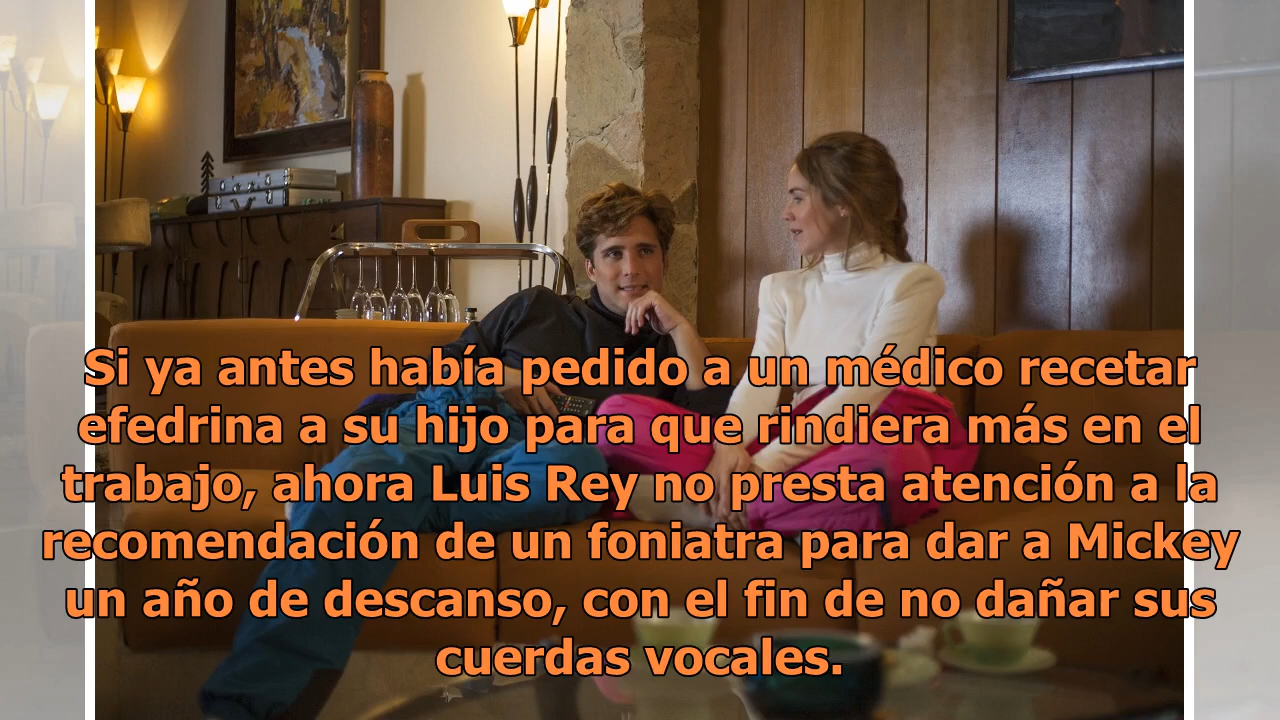 Si ya antes había pedido a un médico recetar
efedrina a su hijo para que rindiera más en el
trabajo, ahora Luis Rey no presta atención a la
recomendación de un foniatra para dar a Mickey
un año de descanso, con el fin de no dañar sus
cuerdas vocales.